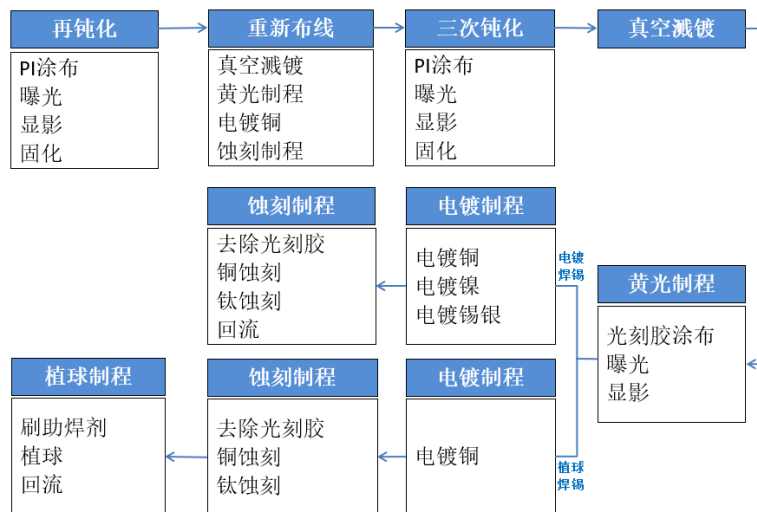 再钝化
PI涂布
曝光
显影
固化
重新布线
真空溅镀
黄光制程
电镀铜
蚀刻制程
三次钝化
PI涂布
曝光
显影
固化
真空溅镀
黄光制程
光刻胶涂布
曝光
显影
电镀
焊锡
电镀制程
电镀铜
电镀镍
电镀锡银
蚀刻制程
去除光刻胶
铜蚀刻
钛蚀刻
回流
植球
焊锡
电镀制程
电镀铜
蚀刻制程
去除光刻胶
铜蚀刻
钛蚀刻
植球制程
刷助焊剂
植球
回流